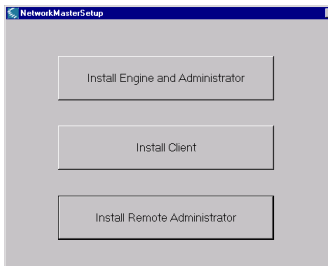 NetworkMasterSetup
Install Engine and Administrator
Install Client
Install Remote Administrator